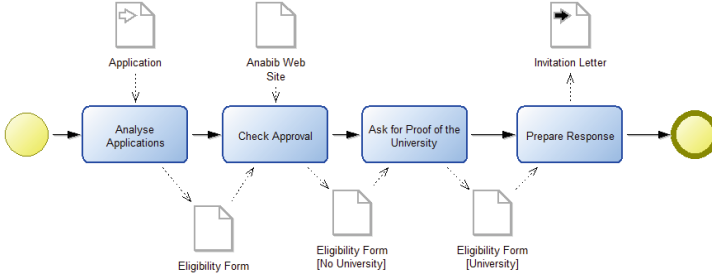 Application
Anabib Web
Site
Invitation Letter
Analyse
Applications
Check Approval
Ask for Proof of the
University
Prepare Response
Eligibility Form
Eligibility Form
[No University]
Eligibility Form
[University]